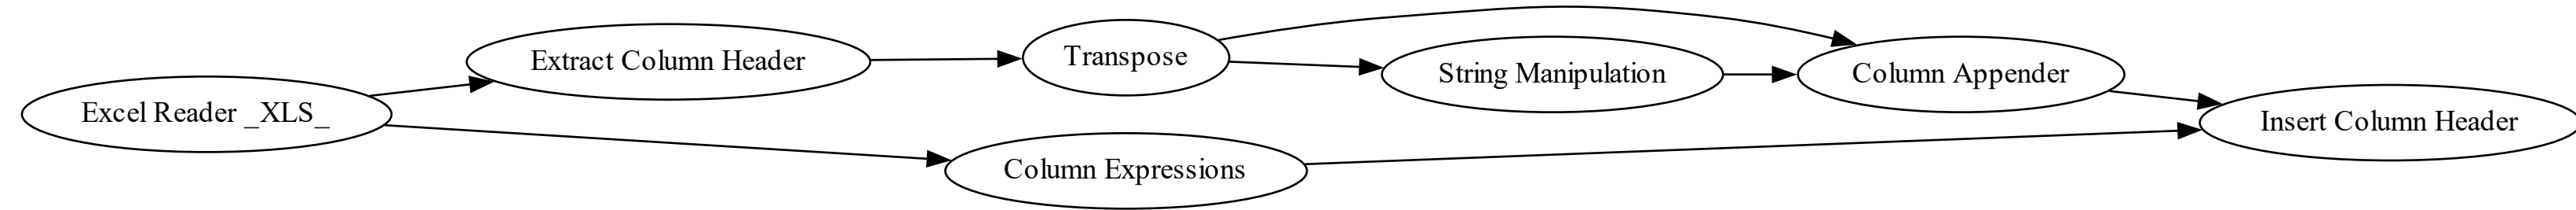 Excel Reader _XLS_
Extract Column Header
Transpose
String Manipulation
Column Appender
Column Expressions
Insert Column Header